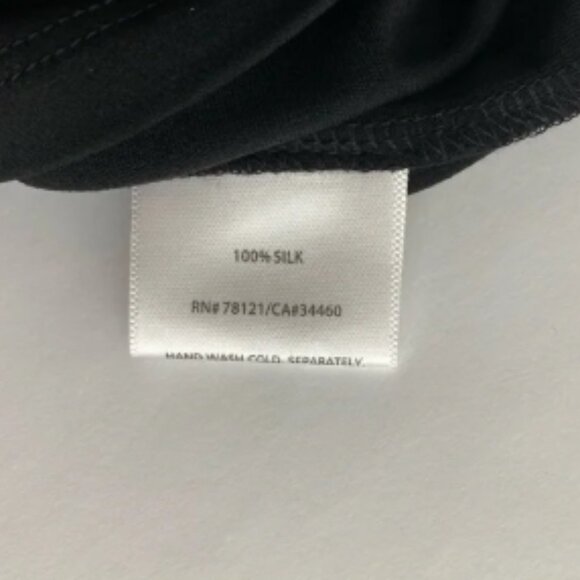 100% SILK
RN# 78121/CA#34460
HAND WASH COLD, SEPARATELY.